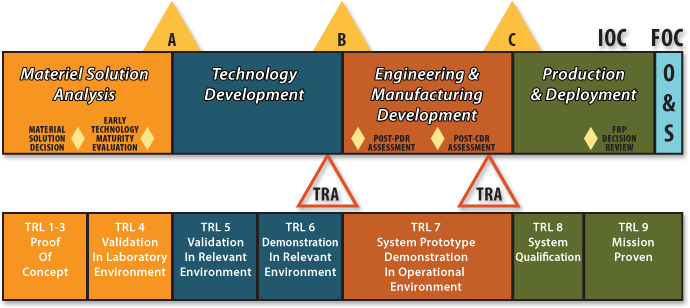 A
B
C
IOC
FOC
Materiel Solution
Analysis
Technology
Development
Engineering &
Manufacturing
Development
Production
& Deployment
O
&
S
MATERIAL
SOLUTION
DECISION
EARLY
TECHNOLOGY
MATURITY
EVALUATION
POST-PDR
ASSESSMENT
POST-CDR
ASSESSMENT
FRP
DECISION
REVIEW
TRA
TRA
TRL 1-3
Proof
Of
Concept
TRL 4
Validation
In Laboratory
Environment
TRL 5
Validation
In Relevant
Environment
TRL 6
Demonstration
In Relevant
Environment
TRL 7
System Prototype
Demonstration
In Operational
Environment
TRL 8
System
Qualification
TRL 9
Mission
Proven